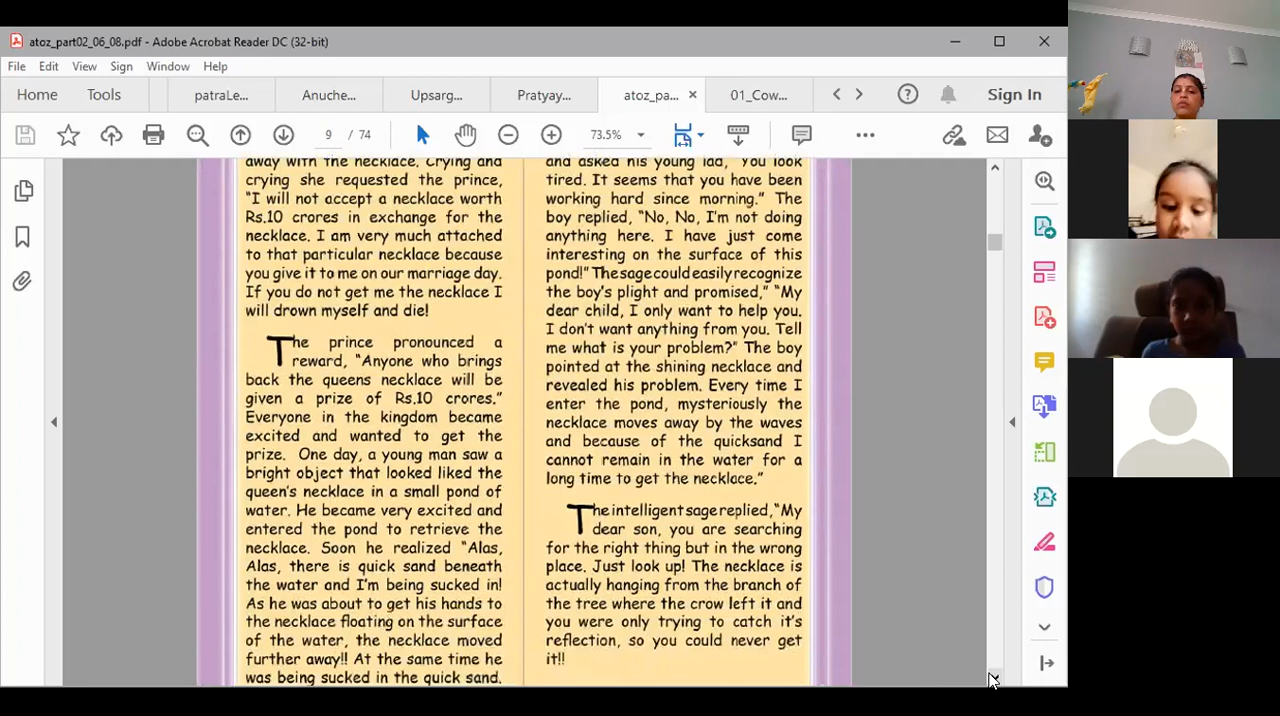 atoz_part02_06_08.pdf - Adobe Acrobat Reader DC (32-bit)
File Edit View Sign Window Help
Home Tools patraLe... Anuche... Upsarg... Pratyay... atoz_pa... 01_Cow... Sign In
9 / 74 73.5%
away with the necklace. Crying and
crying she requested the prince,
"I will not accept a necklace worth
Rs.10 crores in exchange for the
necklace. I am very much attached
to that particular necklace because
you give it to me on our marriage day.
If you do not get me the necklace I
will drown myself and die!
The prince pronounced a
reward, "Anyone who brings
back the queens necklace will be
given a prize of Rs.10 crores."
Everyone in the kingdom became
excited and wanted to get the
prize. One day, a young man saw a
bright object that looked liked the
queen's necklace in a small pond of
water. He became very excited and
entered the pond to retrieve the
necklace. Soon he realized "Alas,
Alas, there is quick sand beneath
the water and I'm being sucked in!
As he was about to get his hands to
the necklace floating on the surface
of the water, the necklace moved
further away!! At the same time he
was being sucked in the quick sand.
and asked his young lad, "You look
tired. It seems that you have been
working hard since morning." The
boy replied, "No, No, I'm not doing
anything here. I have just come
interesting on the surface of this
pond!" The sage could easily recognize
the boy's plight and promised," "My
dear child, I only want to help you.
I don't want anything from you. Tell
me what is your problem?" The boy
pointed at the shining necklace and
revealed his problem. Every time I
enter the pond, mysteriously the
necklace moves away by the waves
and because of the quicksand I
cannot remain in the water for a
long time to get the necklace."
The intelligent sage replied, "My
dear son, you are searching
for the right thing but in the wrong
place. Just look up! The necklace is
actually hanging from the branch of
the tree where the crow left it and
you were only trying to catch it's
reflection, so you could never get
it!!